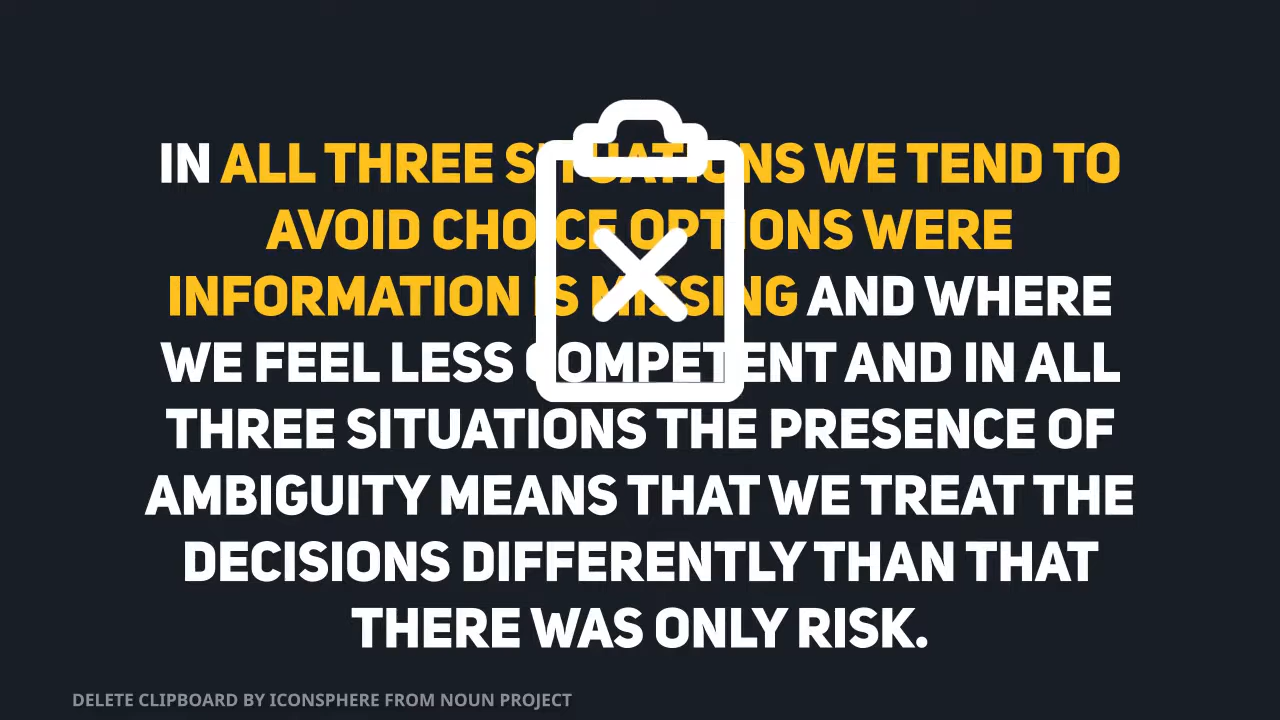 IN ALL THREE SITUATIONS WE TEND TO
AVOID CHOICE OPTIONS WERE
INFORMATION IS MISSING AND WHERE
WE FEEL LESS COMPETENT AND IN ALL
THREE SITUATIONS THE PRESENCE OF
AMBIGUITY MEANS THAT WE TREAT THE
DECISIONS DIFFERENTLY THAN THAT
THERE WAS ONLY RISK.
DELETE CLIPBOARD BY ICONSPHERE FROM NOUN PROJECT